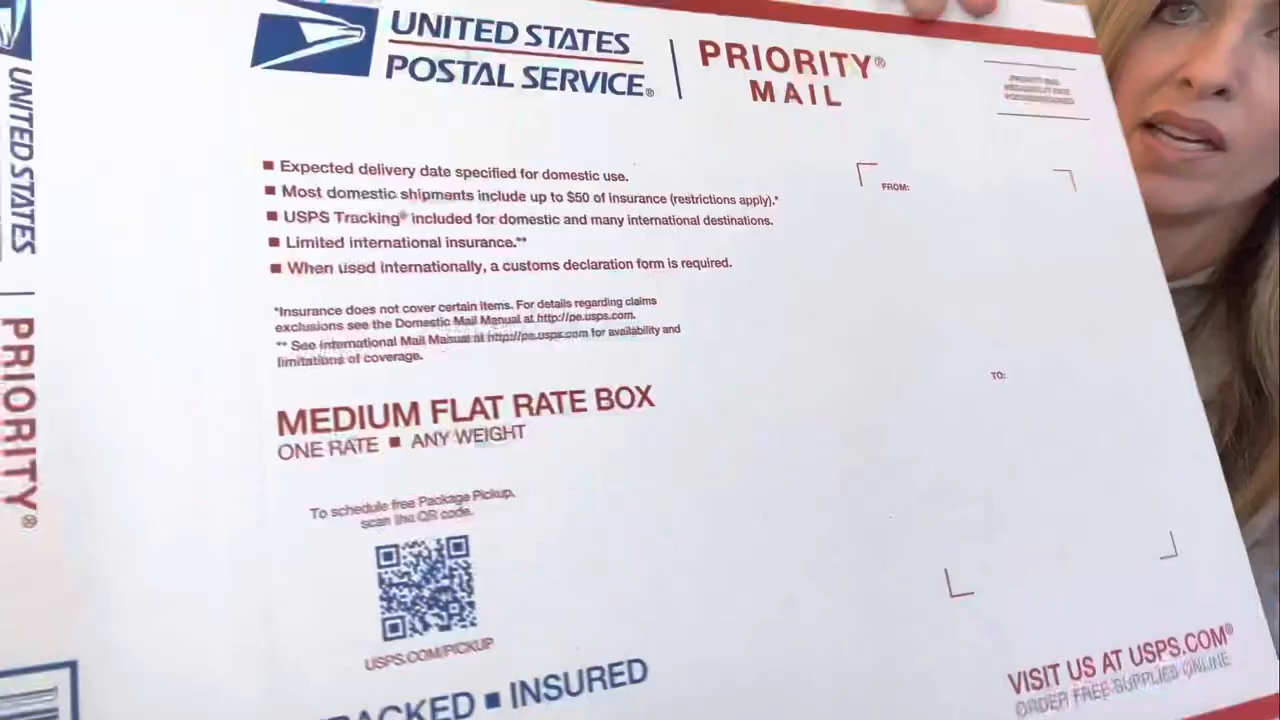 UNITED STATES
POSTAL SERVICE®
PRIORITY®
MAIL
UNITED STATES
PRIORITY®
■ Expected delivery date specified for domestic use.
■ Most domestic shipments include up to $50 of insurance (restrictions apply).*
■ USPS Tracking® included for domestic and many international destinations.
■ Limited international insurance.**
■ When used internationally, a customs declaration form is required.
*Insurance does not cover certain items. For details regarding claims
exclusions see the Domestic Mail Manual at http://pe.usps.com.
** See International Mail Manual at http://pe.usps.com for availability and
limitations of coverage.
FROM:
TO:
MEDIUM FLAT RATE BOX
ONE RATE ■ ANY WEIGHT
To schedule free Package Pickup,
scan the QR code.
USPS.COM/PICKUP
ACKED ■ INSURED
VISIT US AT USPS.COM®
ORDER FREE SUPPLIES ONLINE